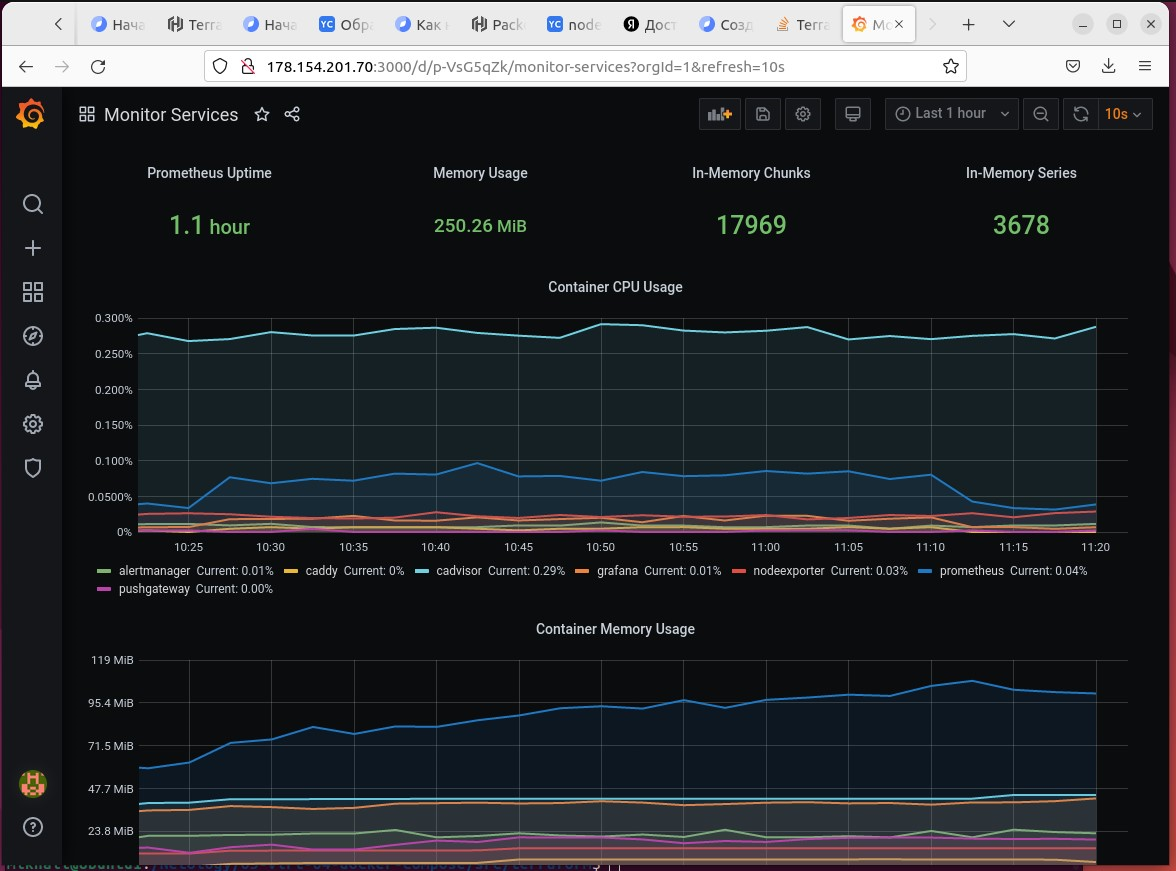 Нача Terra Нача YC Обра Как Pack YC node Я Дост Созд Terra Mo
178.154.201.70:3000/d/p-VsG5qZk/monitor-services?orgId=1&refresh=10s
Monitor Services Last 1 hour 10s
Prometheus Uptime Memory Usage In-Memory Chunks In-Memory Series
1.1 hour 250.26 MiB 17969 3678
Container CPU Usage
0.300%
0.250%
0.200%
0.150%
0.100%
0.0500%
0%
10:25 10:30 10:35 10:40 10:45 10:50 10:55 11:00 11:05 11:10 11:15 11:20
alertmanager Current: 0.01% caddy Current: 0% cadvisor Current: 0.29% grafana Current: 0.01% nodeexporter Current: 0.03% prometheus Current: 0.04%
pushgateway Current: 0.00%
Container Memory Usage
119 MiB
95.4 MiB
71.5 MiB
47.7 MiB
23.8 MiB